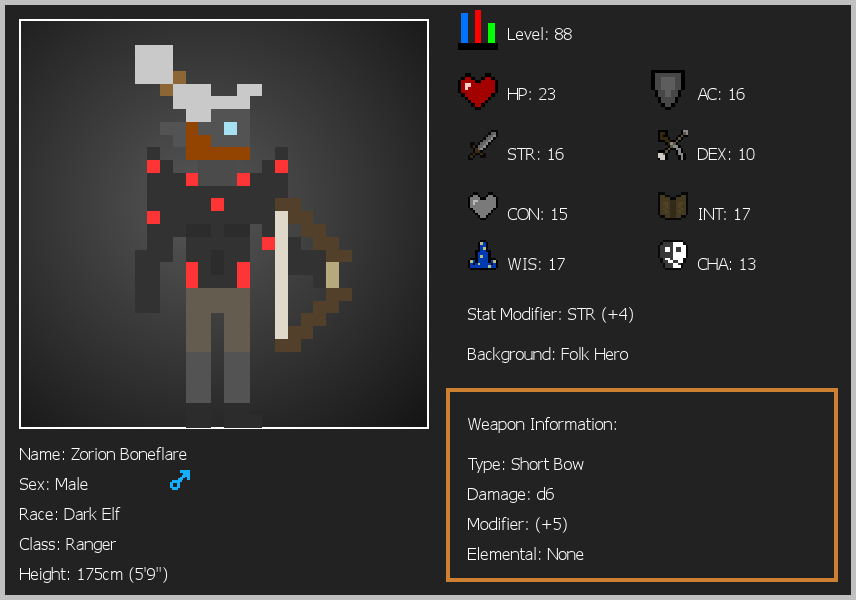 Level: 88
HP: 23
AC: 16
STR: 16
DEX: 10
CON: 15
INT: 17
WIS: 17
CHA: 13
Stat Modifier: STR (+4)
Background: Folk Hero
Weapon Information:
Type: Short Bow
Damage: d6
Modifier: (+5)
Elemental: None
Name: Zorion Boneflare
Sex: Male
Race: Dark Elf
Class: Ranger
Height: 175cm (5'9")